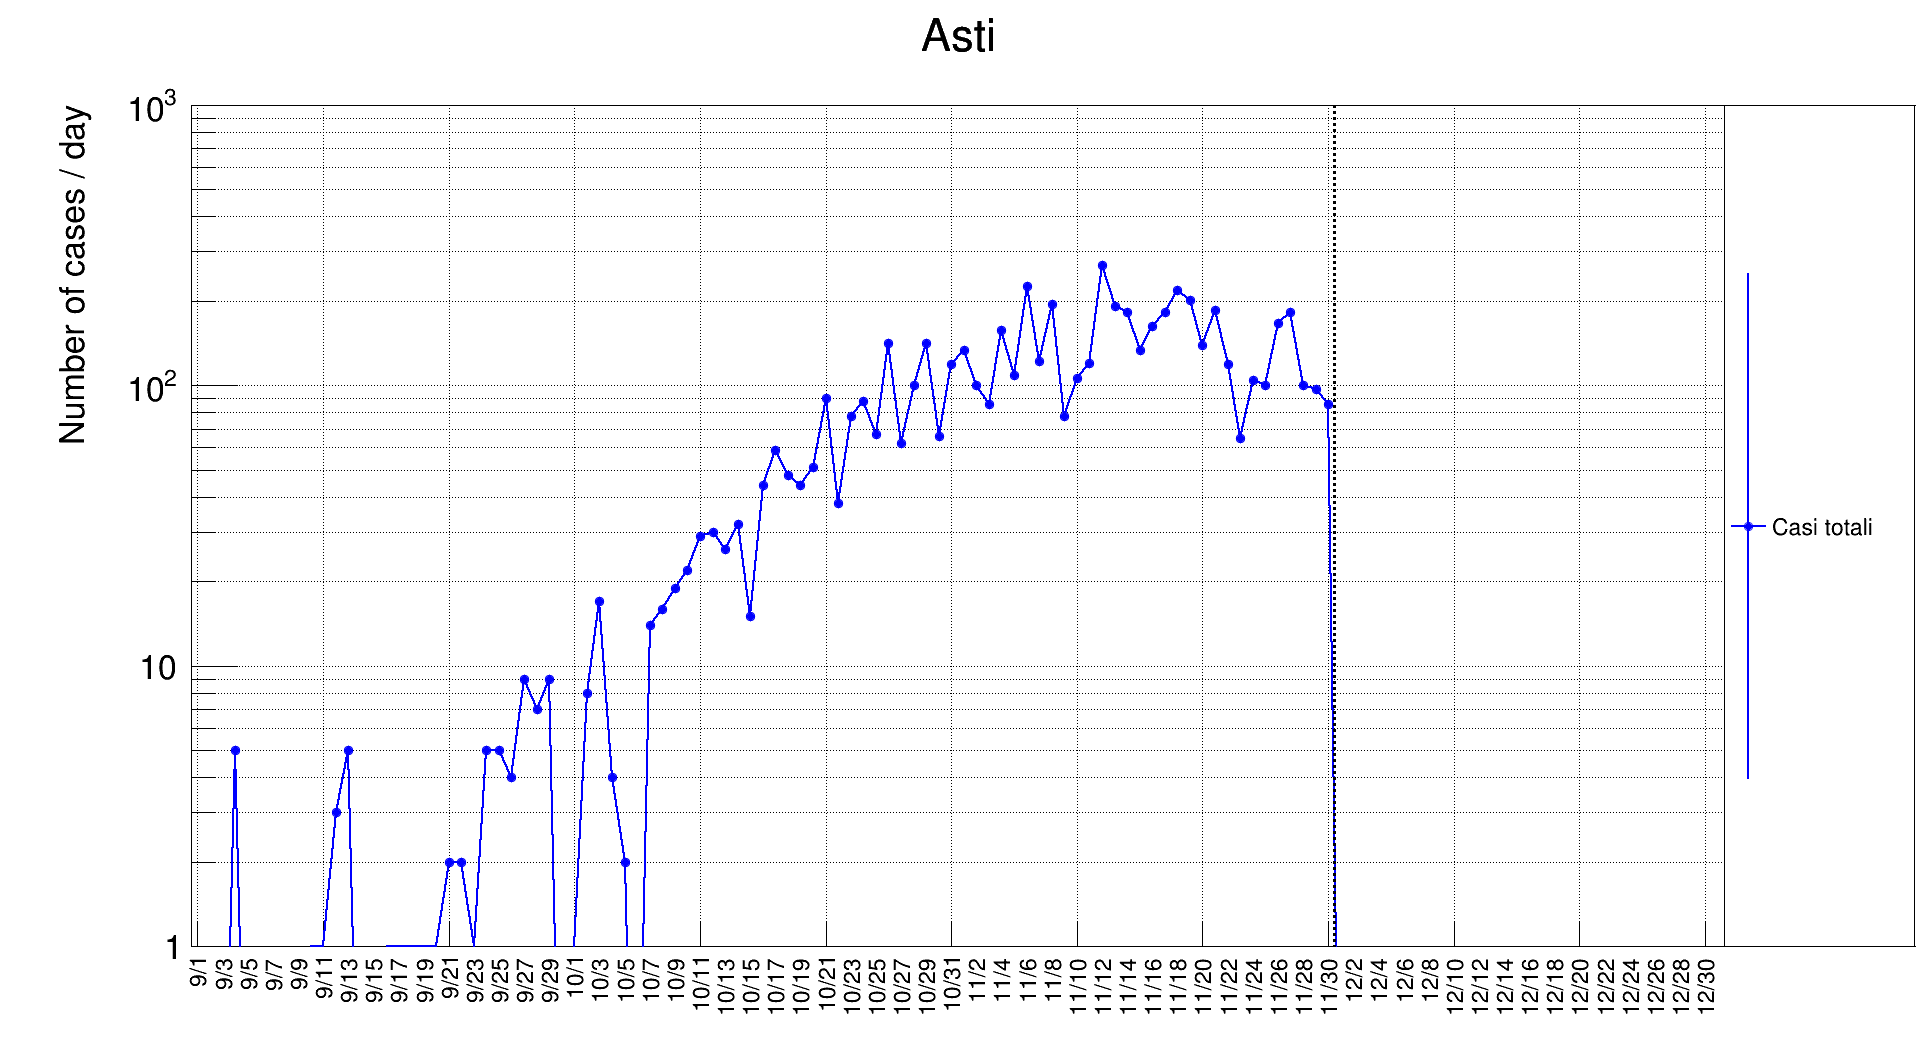 Asti
Number of cases / day
10³
10²
10
1
9/1 9/3 9/5 9/7 9/9 9/11 9/13 9/15 9/17 9/19 9/21 9/23 9/25 9/27 9/29 10/1 10/3 10/5 10/7 10/9 10/11 10/13 10/15 10/17 10/19 10/21 10/23 10/25 10/27 10/29 10/31 11/2 11/4 11/6 11/8 11/10 11/12 11/14 11/16 11/18 11/20 11/22 11/24 11/26 11/28 11/30 12/2 12/4 12/6 12/8 12/10 12/12 12/14 12/16 12/18 12/20 12/22 12/24 12/26 12/28 12/30
Casi totali